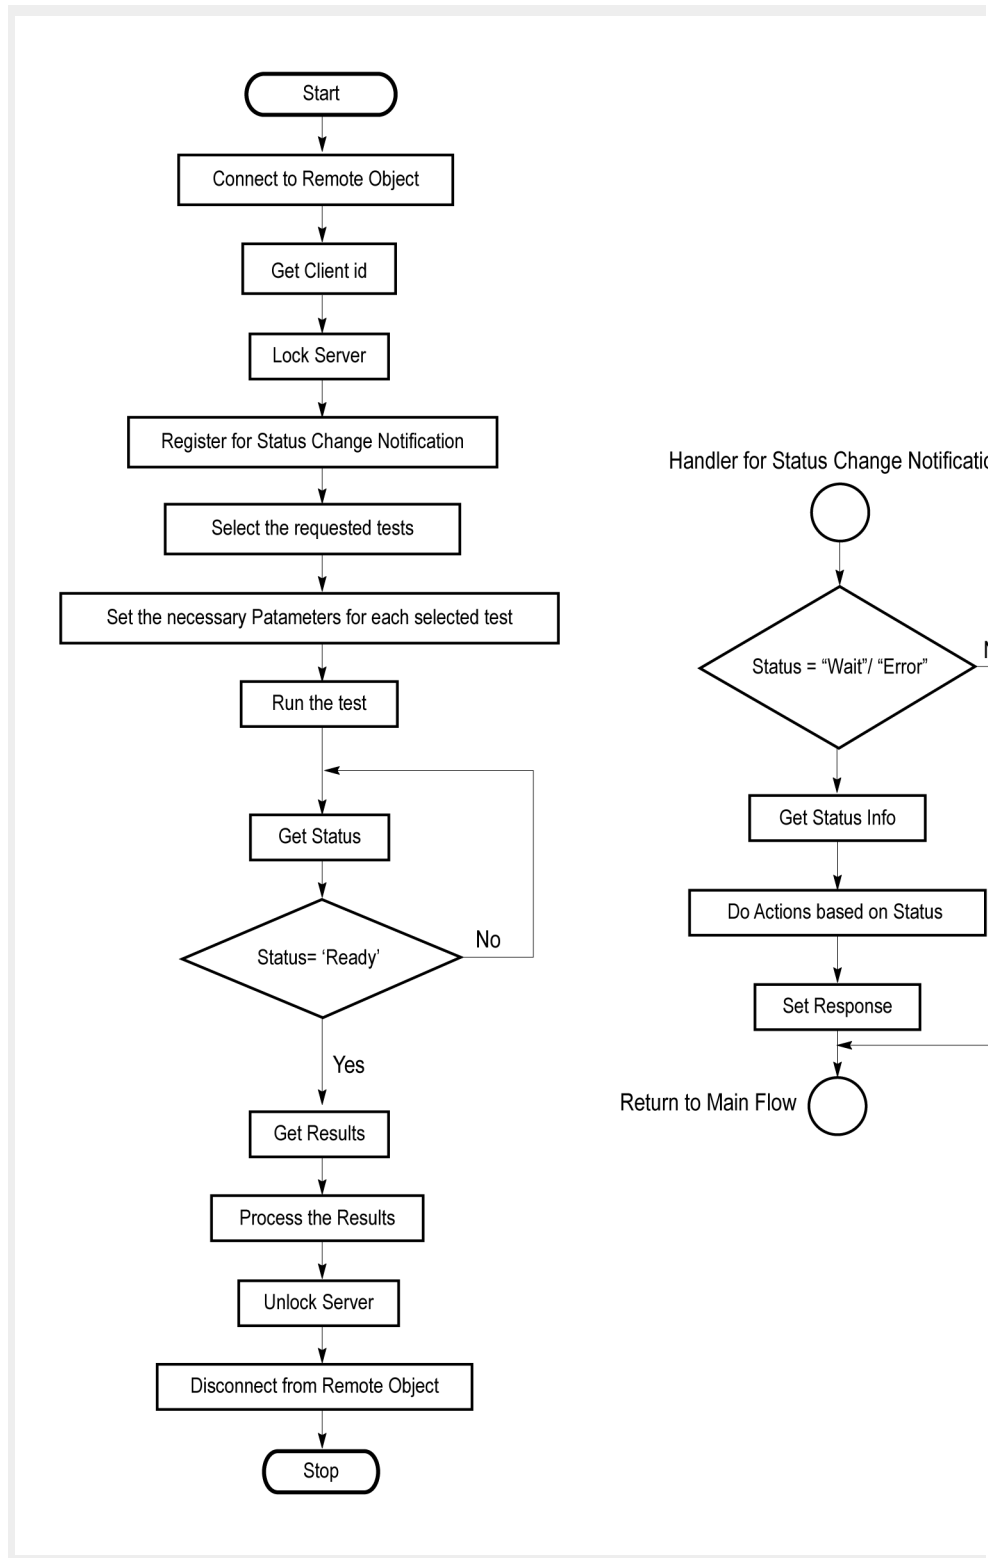 Start
Connect to Remote Object
Get Client id
Lock Server
Register for Status Change Notification
Select the requested tests
Set the necessary Patameters for each selected test
Run the test
Get Status
Status= ‘Ready’
No
Yes
Get Results
Process the Results
Unlock Server
Disconnect from Remote Object
Stop
Handler for Status Change
Status = “Wait”/ “Error”
Get Status Info
Do Actions based on Status
Set Response
Return to Main Flow